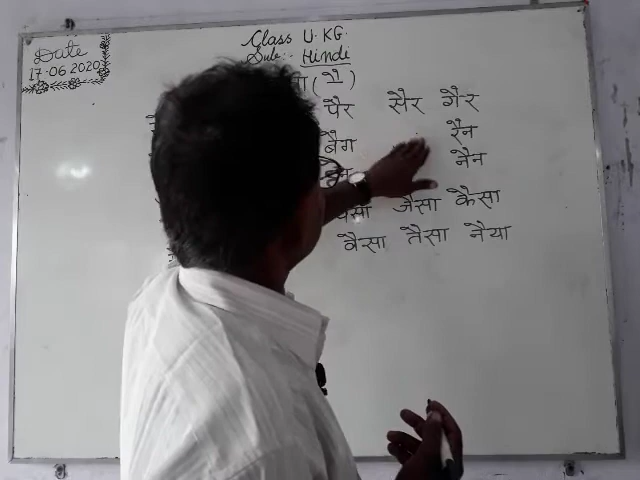 Date
17.06.2020
Class U.KG.
Sub:- Hindi
पैर सैर गैर
बैग रैन
नैन
जैसा कैसा
बैसा तैसा नैया